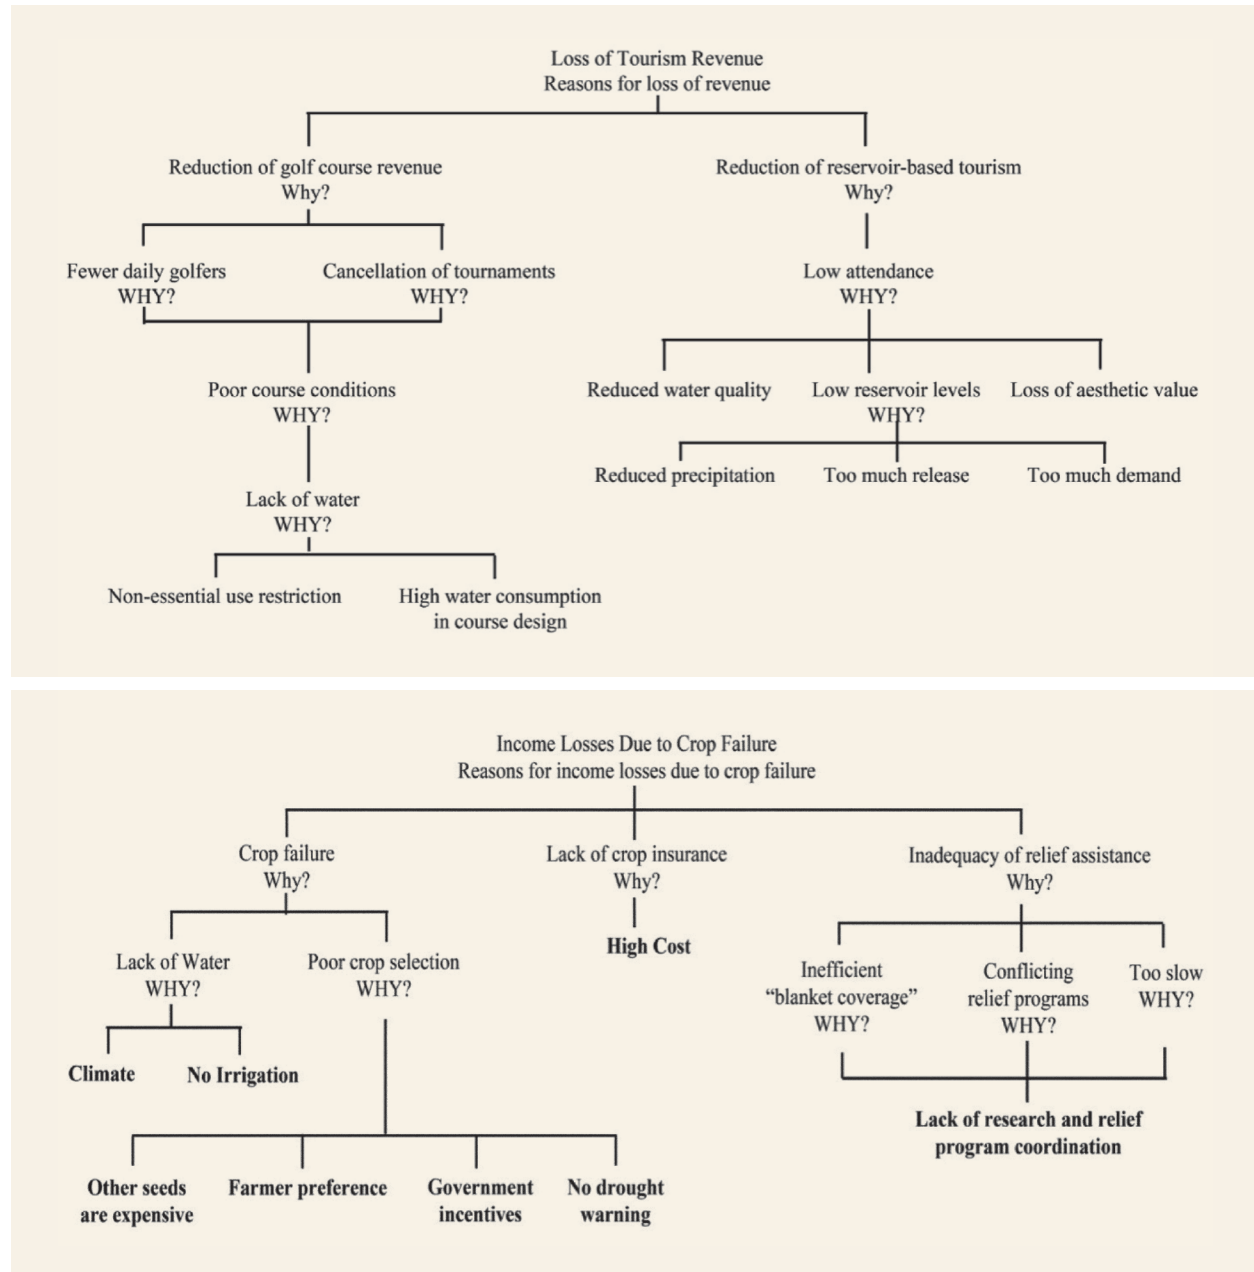 Loss of Tourism Revenue
Reasons for loss of revenue
Reduction of golf course revenue
Why?
Reduction of reservoir-based tourism
Why?
Fewer daily golfers
WHY?
Cancellation of tournaments
WHY?
Low attendance
WHY?
Poor course conditions
WHY?
Reduced water quality
Low reservoir levels
WHY?
Loss of aesthetic value
Reduced precipitation
Too much release
Too much demand
Lack of water
WHY?
Non-essential use restriction
High water consumption
in course design
Income Losses Due to Crop Failure
Reasons for income losses due to crop failure
Crop failure
Why?
Lack of crop insurance
Why?
Inadequacy of relief assistance
Why?
High Cost
Lack of Water
WHY?
Poor crop selection
WHY?
Inefficient
“blanket coverage”
WHY?
Conflicting
relief programs
WHY?
Too slow
WHY?
Climate
No Irrigation
Lack of research and relief
program coordination
Other seeds
are expensive
Farmer preference
Government
incentives
No drought
warning